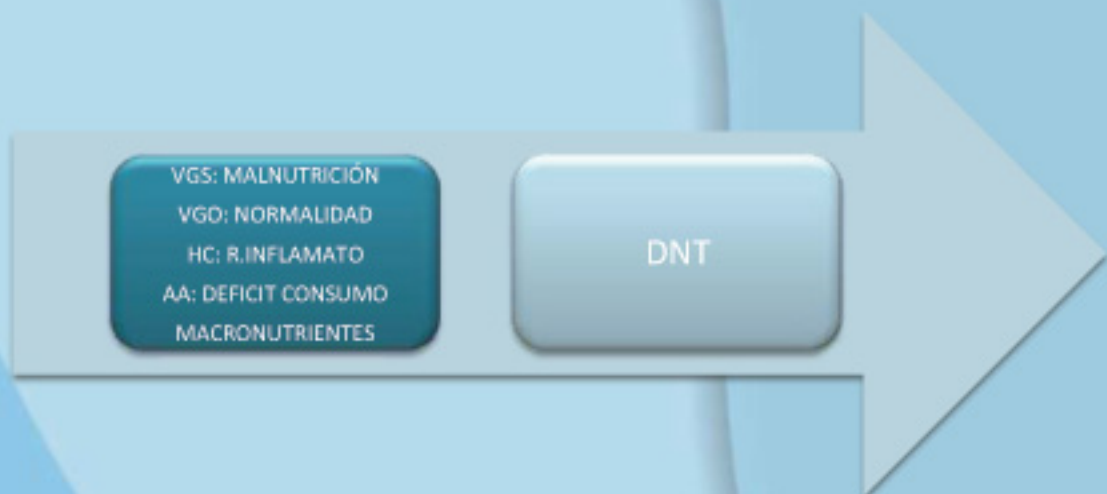 VGS: MALNUTRICIÓN
VGO: NORMALIDAD
HC: R.INFLAMATO
AA: DEFICIT CONSUMO
MACRONUTRIENTES
DNT